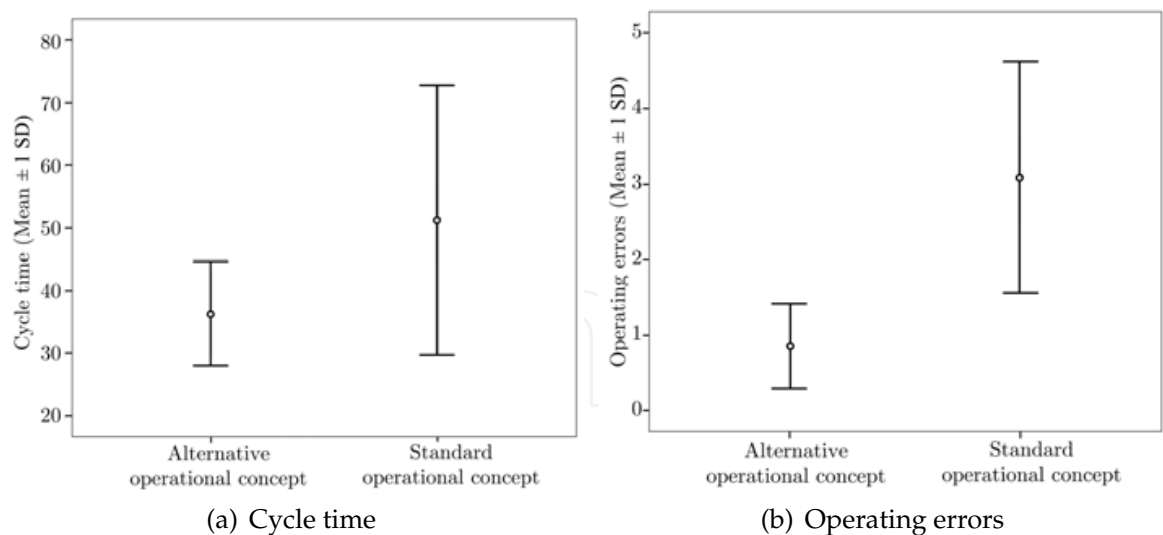 Cycle time (Mean ± 1 SD)
80
70
60
50
40
30
20
Alternative
operational concept
Standard
operational concept
(a) Cycle time
Operating errors (Mean ± 1 SD)
5
4
3
2
1
0
Alternative
operational concept
Standard
operational concept
(b) Operating errors